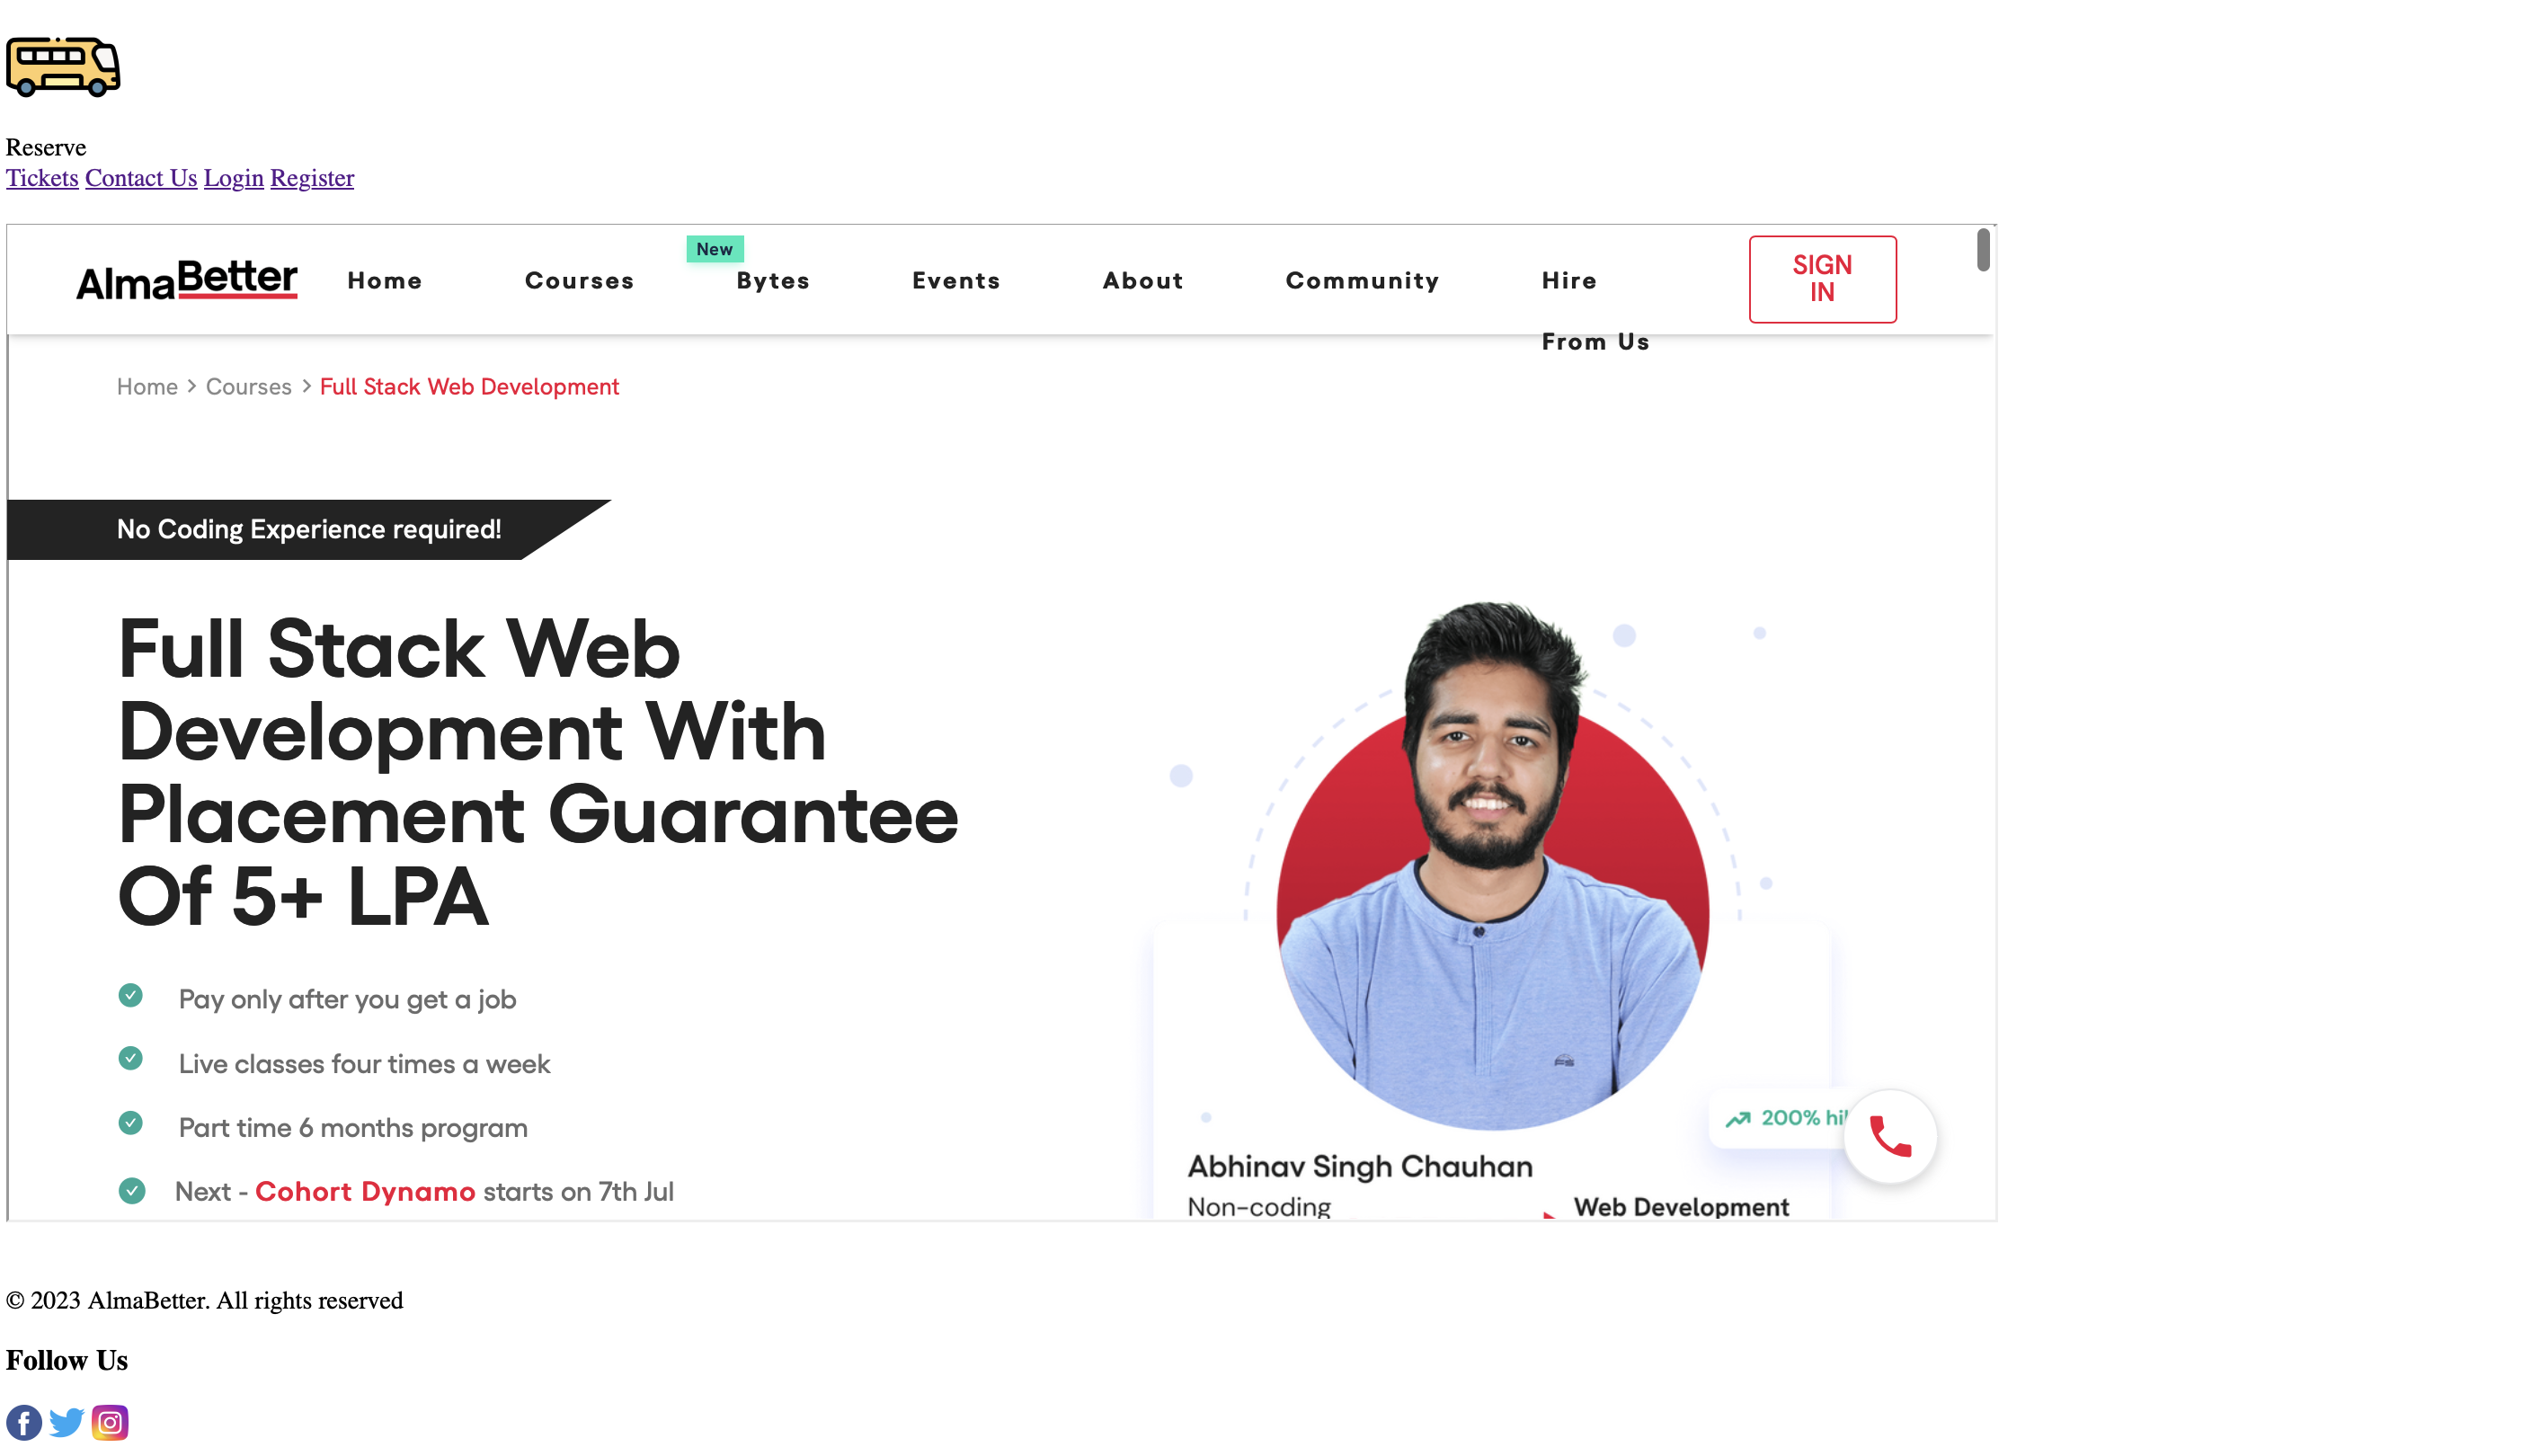 Reserve
Tickets Contact Us Login Register
AlmaBetter
Home
Courses
New
Bytes
Events
About
Community
Hire
From Us
SIGN
IN
Home > Courses > Full Stack Web Development
No Coding Experience required!
Full Stack Web
Development With
Placement Guarantee
Of 5+ LPA
Pay only after you get a job
Live classes four times a week
Part time 6 months program
Next - Cohort Dynamo starts on 7th Jul
200%
Abhinav Singh Chauhan
Non-coding
Web Development
© 2023 AlmaBetter. All rights reserved
Follow Us